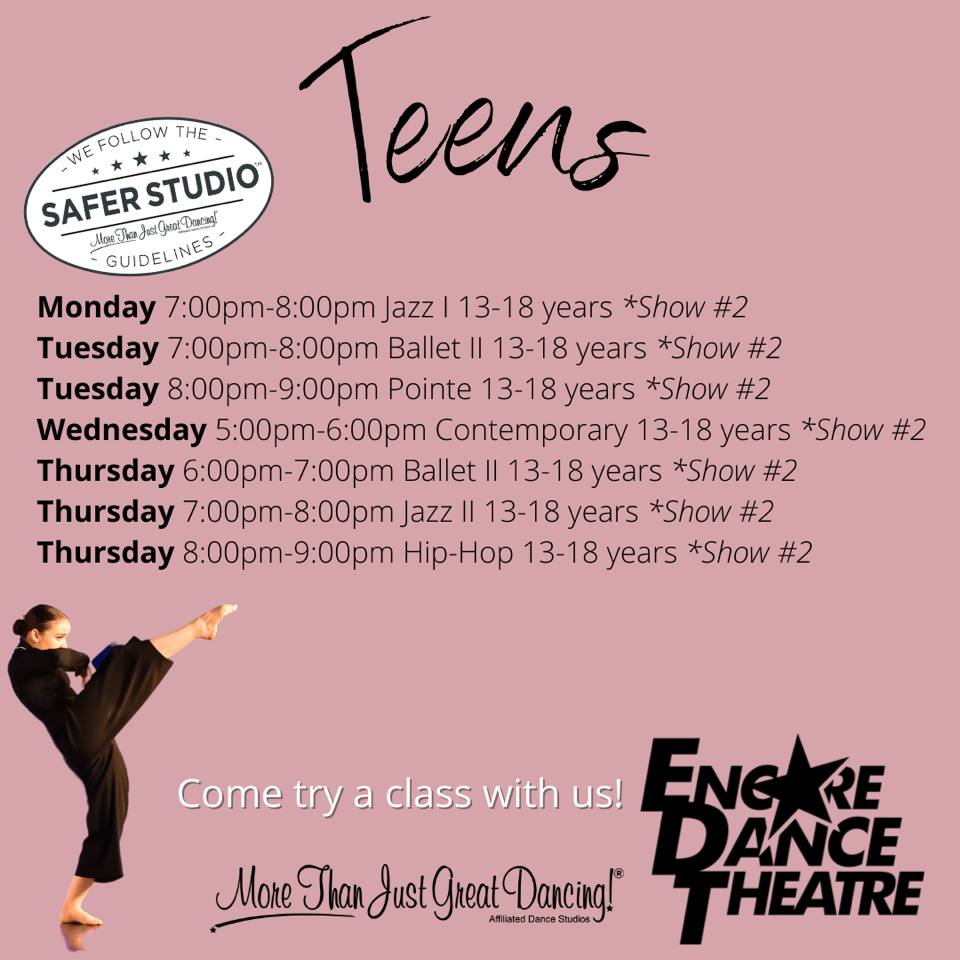 Teens
- WE FOLLOW THE -
SAFER STUDIO™
More Than Just Great Dancing!
- GUIDELINES -
Monday 7:00pm-8:00pm Jazz I 13-18 years *Show #2
Tuesday 7:00pm-8:00pm Ballet II 13-18 years *Show #2
Tuesday 8:00pm-9:00pm Pointe 13-18 years *Show #2
Wednesday 5:00pm-6:00pm Contemporary 13-18 years *Show #2
Thursday 6:00pm-7:00pm Ballet II 13-18 years *Show #2
Thursday 7:00pm-8:00pm Jazz II 13-18 years *Show #2
Thursday 8:00pm-9:00pm Hip-Hop 13-18 years *Show #2
Come try a class with us!
ENCORE
DANCE
THEATRE
More Than Just Great Dancing!®
Affiliated Dance Studios